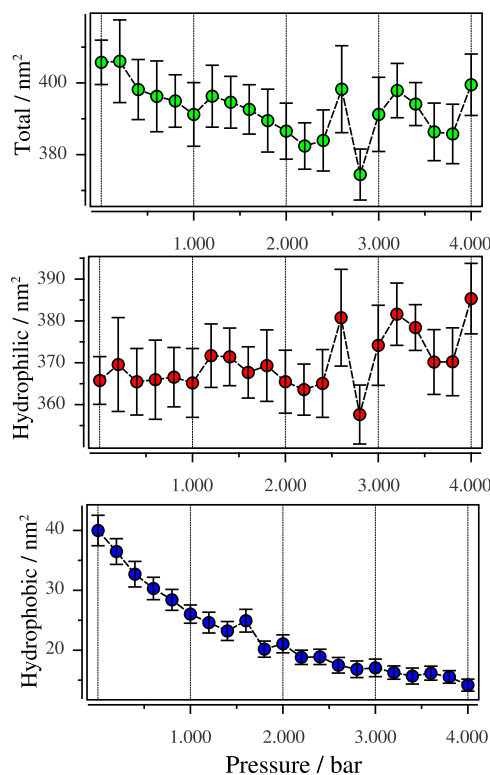 Total / nm²
400
380
1.000 2.000 3.000 4.000
Hydrophilic / nm²
390
380
370
360
1.000 2.000 3.000 4.000
Hydrophobic / nm²
40
30
20
1.000 2.000 3.000 4.000
Pressure / bar